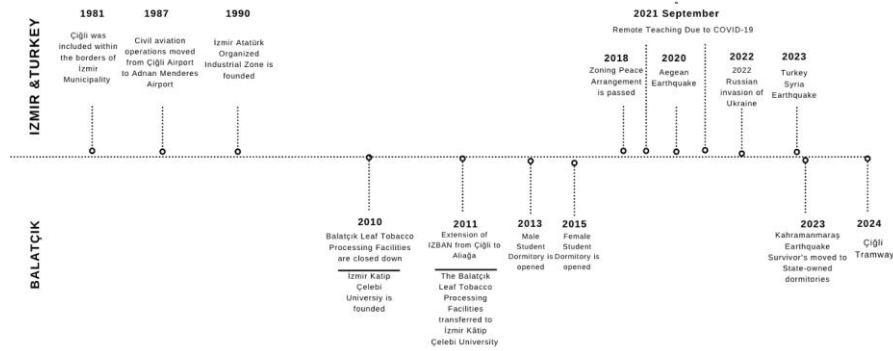 IZMIR &TURKEY
1981
Çiğli was
included within
the borders of
İzmir
Municipality
1987
Civil aviation
operations moved
from Çiğli Airport
to Adnan Menderes
Airport
1990
İzmir Atatürk
Organized
Industrial Zone is
founded
-
2021 September
Remote Teaching Due to COVID-19
2018
Zoning Peace
Arrangement
is passed
2020
Aegean
Earthquake
2022
2022
Russian
invasion of
Ukraine
2023
Turkey
Syria
Earthquake
BALATÇIK
2010
Balatçık Leaf Tobacco
Processing Facilities
are closed down
İzmir Katip
Çelebi
Universiy is
founded
2011
Extension of
IZBAN from Çiğli to
Aliağa
The Balatçık
Leaf Tobacco
Processing
Facilities
transferred to
İzmir Kâtip
Çelebi University
2013
Male
Student
Dormitory is
opened
2015
Female
Student
Dormitory is
opened
2023
Kahramanmaraş
Earthquake
Survivor's moved to
State-owned
dormitories
2024
Çiğli
Tramway